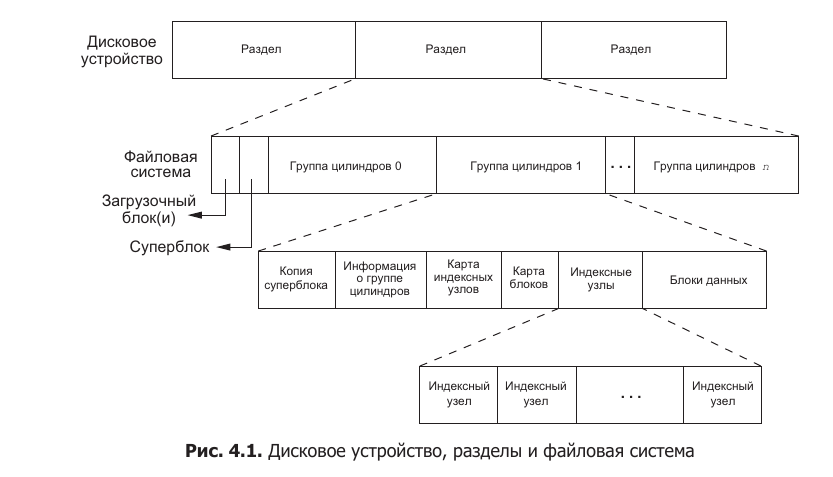 Дисковое
устройство
Раздел
Раздел
Раздел
Файловая
система
Группа цилиндров 0
Группа цилиндров 1
...
Группа цилиндров n
Загрузочный
блок(и)
Суперблок
Копия
суперблока
Информация
о группе
цилиндров
Карта
индексных
узлов
Карта
блоков
Индексные
узлы
Блоки данных
Индексный
узел
Индексный
узел
...
Индексный
узел
Рис. 4.1. Дисковое устройство, разделы и файловая система